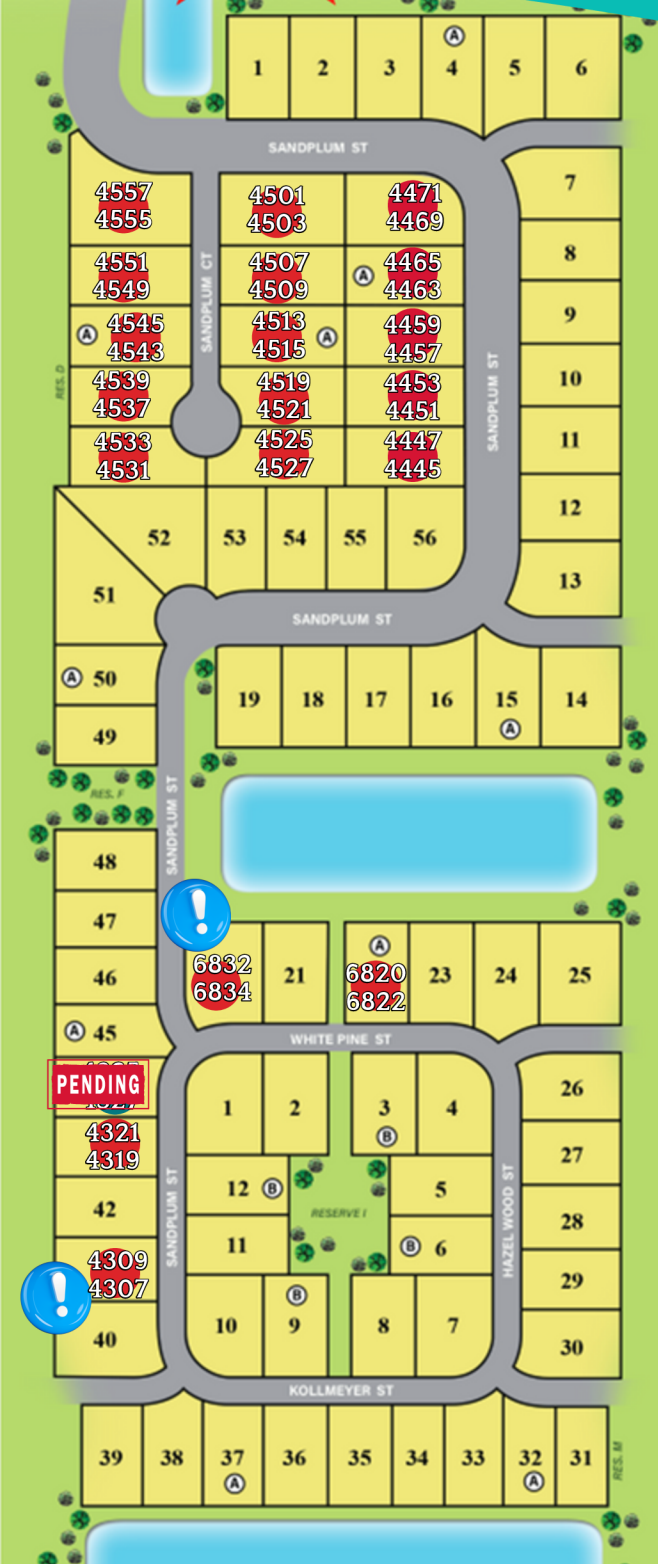 A
1 2 3 4 5 6
SANDPLUM ST
7
4557 4501 4471
4555 4503 4469
SANDPLUM CT
8
4551 4507 A 4465
4549 4509 4463
9
A 4545 4513 A 4459
4543 4515 4457
RES. D
SANDPLUM ST
10
4539 4519 4453
4537 4521 4451
11
4533 4525 4447
4531 4527 4445
12
52 53 54 55 56
13
51
SANDPLUM ST
A 50
19 18 17 16 15 14
A
49
RES. F
SANDPLUM ST
48
47
!
A
6832 21 6820 23 24 25
6834 6822
46
A 45
WHITE PINE ST
PENDING
26
1 2 3 4
B
4321
4319
27
12 B 5
SANDPLUM ST
HAZEL WOOD ST
42
RESERVE I
28
11 B 6
4309
4307
29
!
B
10 9 8 7
40
30
KOLLMEYER ST
39 38 37 36 35 34 33 32 31
A A
RES. M